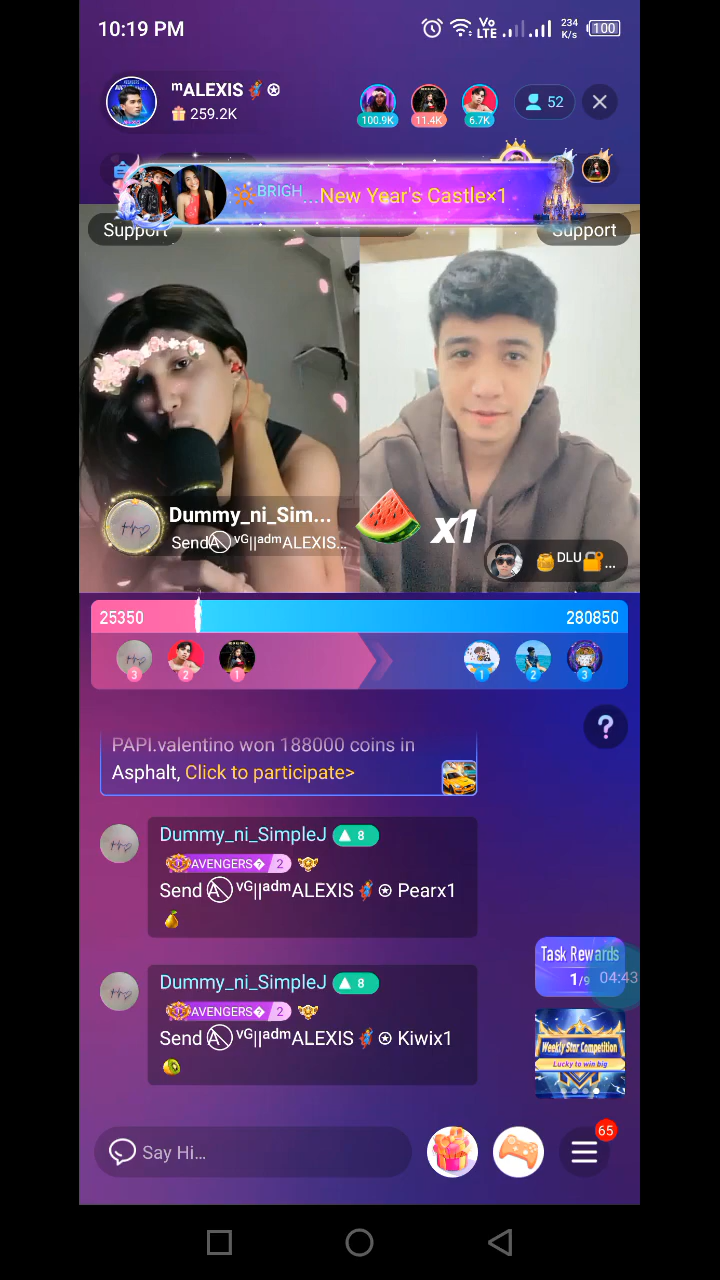 10:19 PM
Vo LTE
234 K/s
100
ᵐALEXIS
259.2K
100.9K
11.4K
6.7K
52
BRIGH...New Year's Castle×1
Support
Support
Dummy_ni_Sim...
Send Ⓐ ᵛᴳ||ᵃᵈᵐALEXIS...
x1
DLU...
25350
280850
3
2
1
1
2
3
?
PAPI.valentino won 188000 coins in
Asphalt, Click to participate>
Dummy_ni_SimpleJ 8
AVENGERS� 2
Send Ⓐ ᵛᴳ||ᵃᵈᵐALEXIS Pearx1
Dummy_ni_SimpleJ 8
AVENGERS� 2
Send Ⓐ ᵛᴳ||ᵃᵈᵐALEXIS Kiwix1
Task Rewards
1/9
04:43
Weekly Star Competition
Lucky to win big
Say Hi...
65